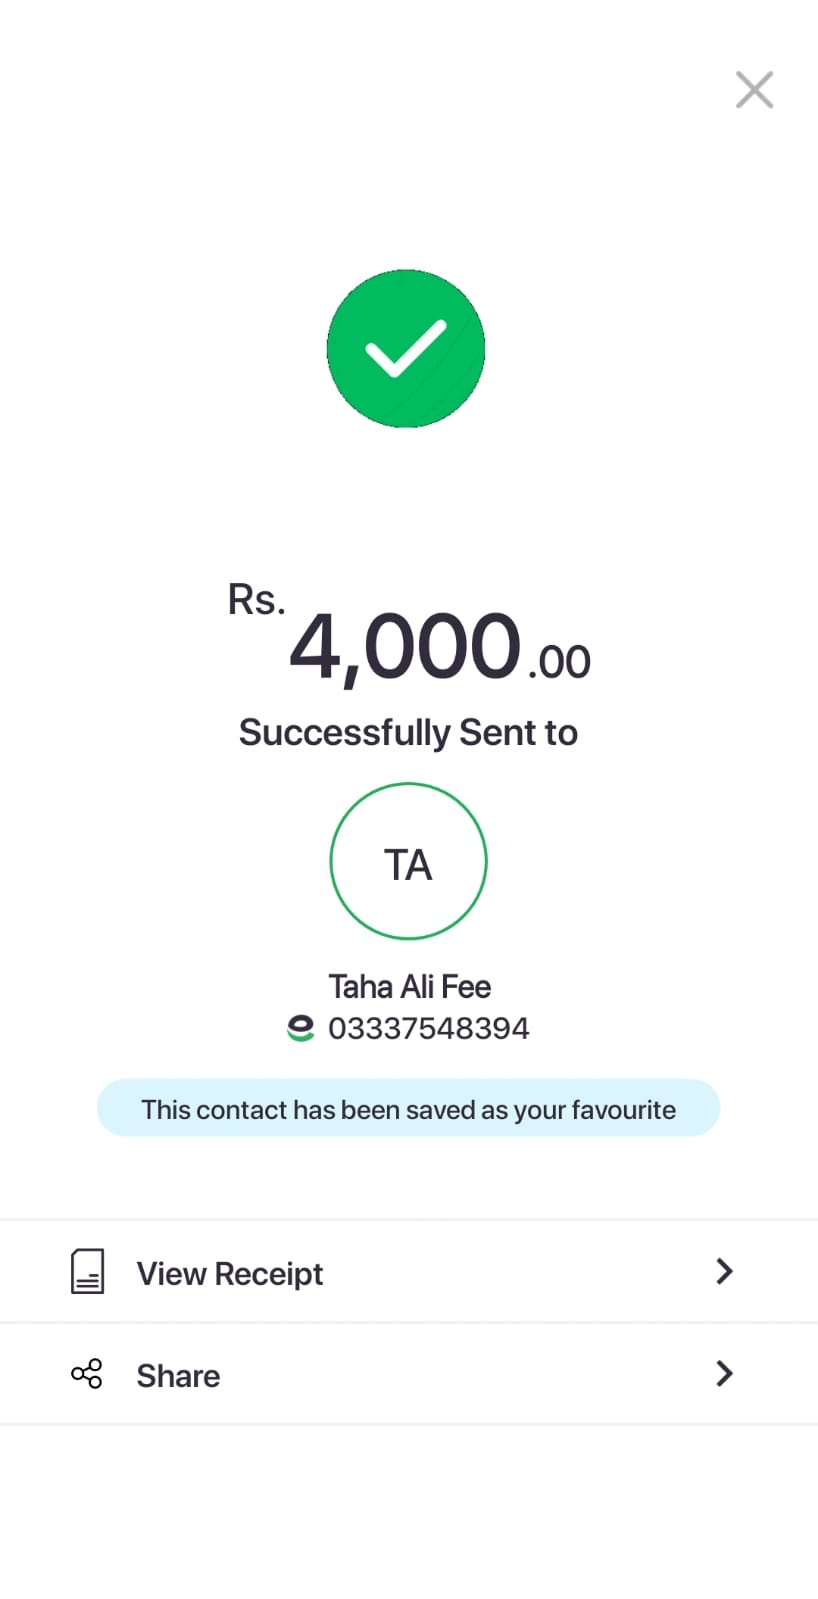 Rs. 4,000.00
Successfully Sent to
TA
Taha Ali Fee
03337548394
This contact has been saved as your favourite
View Receipt
Share